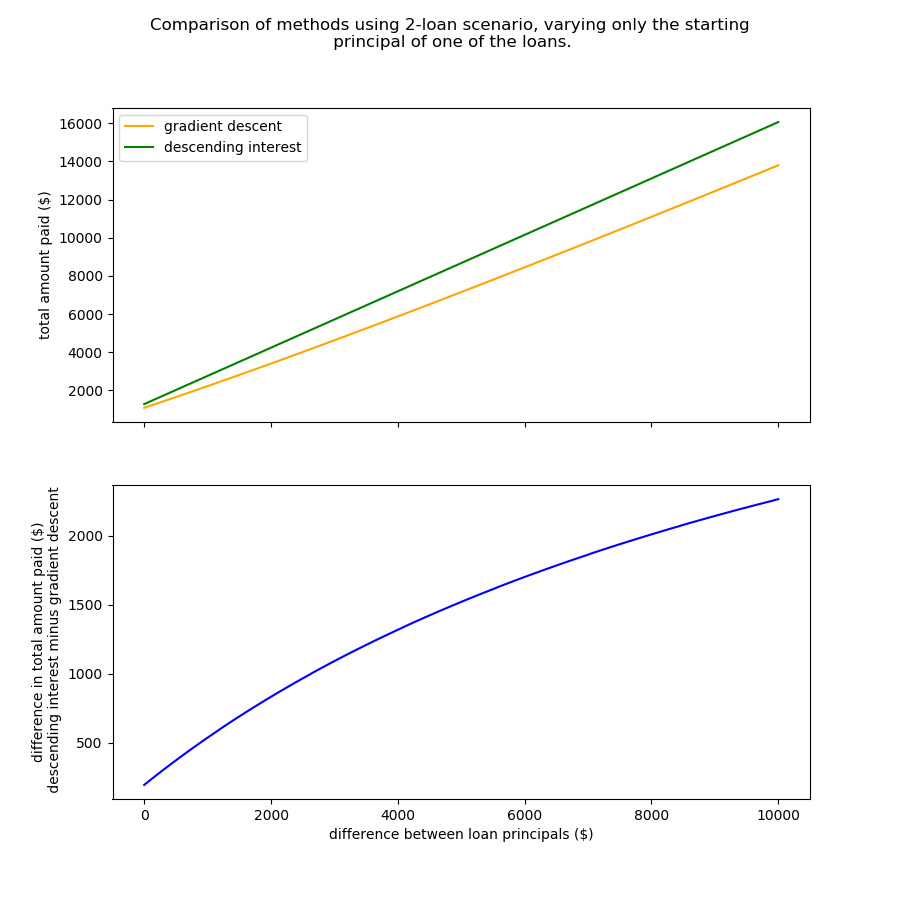 Comparison of methods using 2-loan scenario, varying only the starting
principal of one of the loans.
gradient descent
descending interest
total amount paid ($)
16000
14000
12000
10000
8000
6000
4000
2000
difference in total amount paid ($)
descending interest minus gradient descent
2000
1500
1000
500
0 2000 4000 6000 8000 10000
difference between loan principals ($)